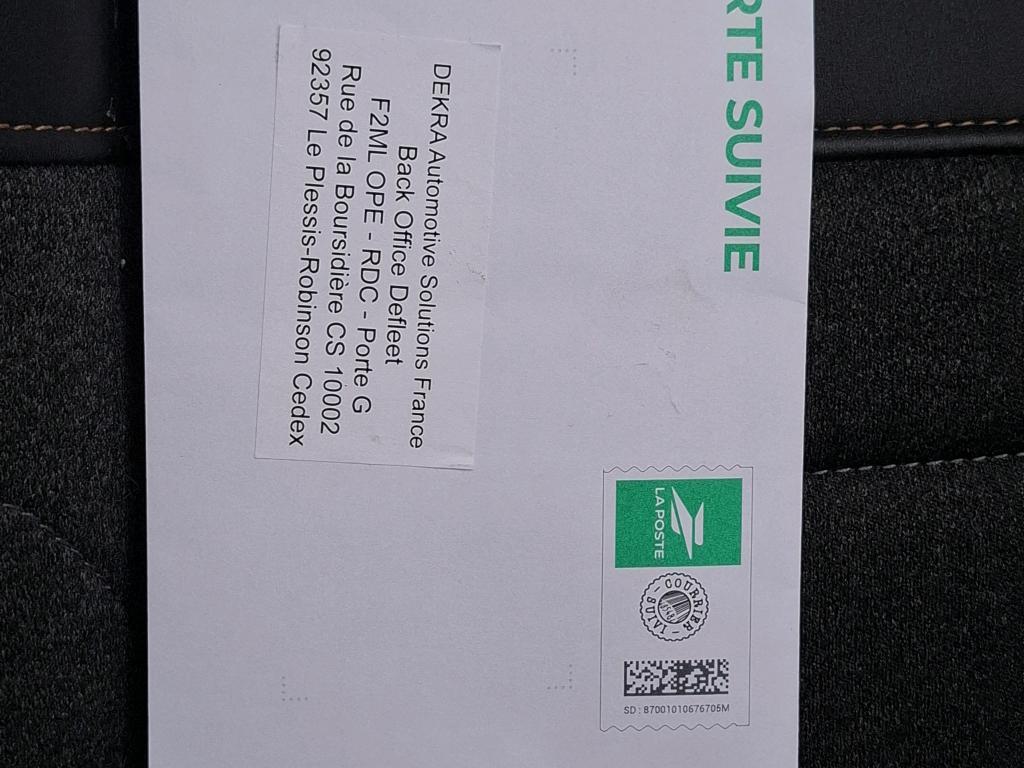 RTE SUIVIE
DEKRA Automotive Solutions France
Back Office Defleet
F2ML OPE - RDC - Porte G
Rue de la Boursidière CS 10002
92357 Le Plessis-Robinson Cedex
LA POSTE
COURRIER
SUIVI
SD : 87001010676705M